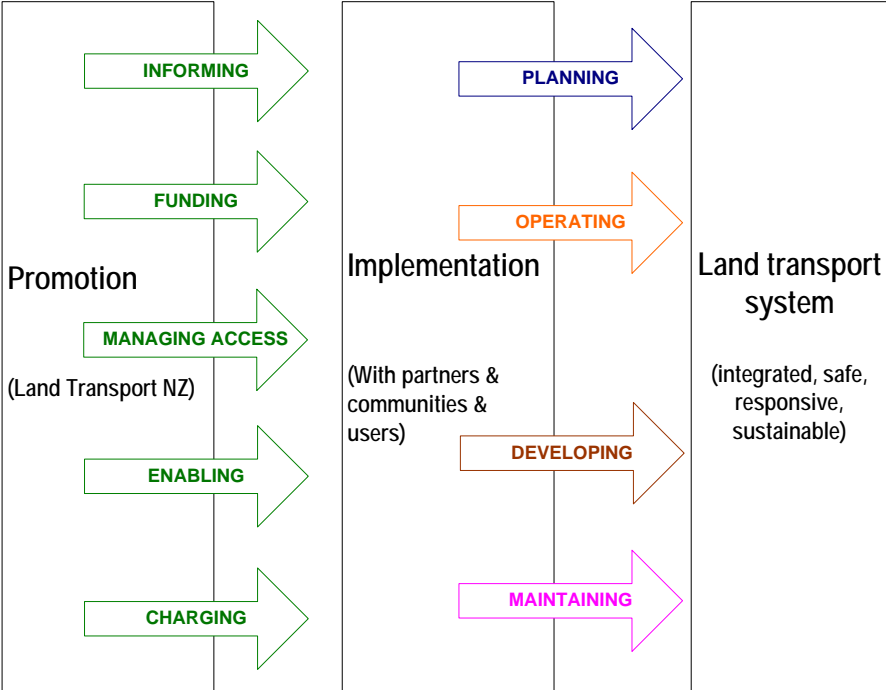 Promotion
(Land Transport NZ)
INFORMING
FUNDING
MANAGING ACCESS
ENABLING
CHARGING
Implementation
(With partners &
communities &
users)
PLANNING
OPERATING
DEVELOPING
MAINTAINING
Land transport
system
(integrated, safe,
responsive,
sustainable)